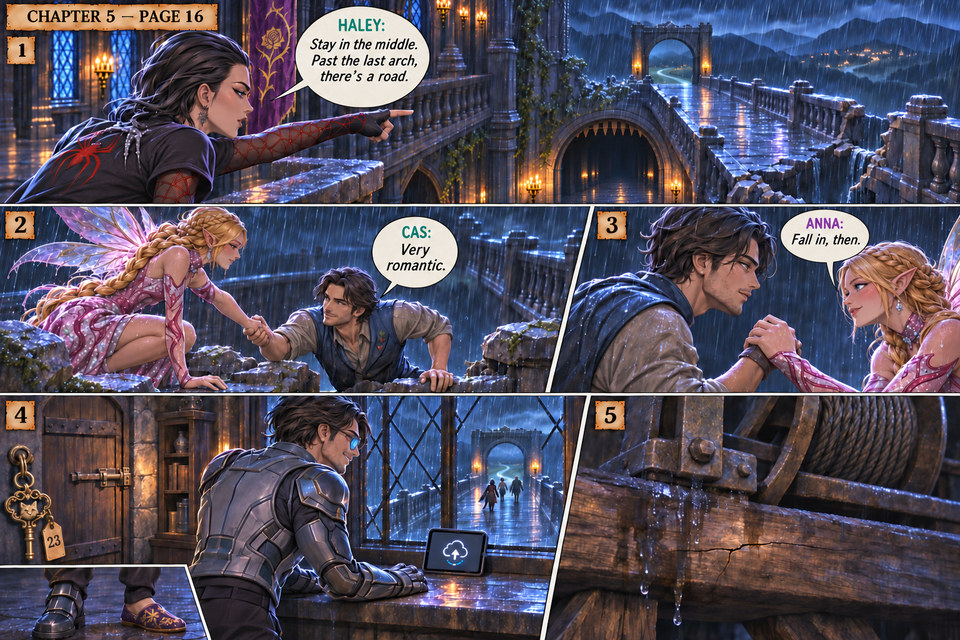 CHAPTER 5 – PAGE 16
1
HALEY:
Stay in the middle.
Past the last arch,
there's a road.
2
CAS:
Very
romantic.
3
ANNA:
Fall in, then.
4
23
5